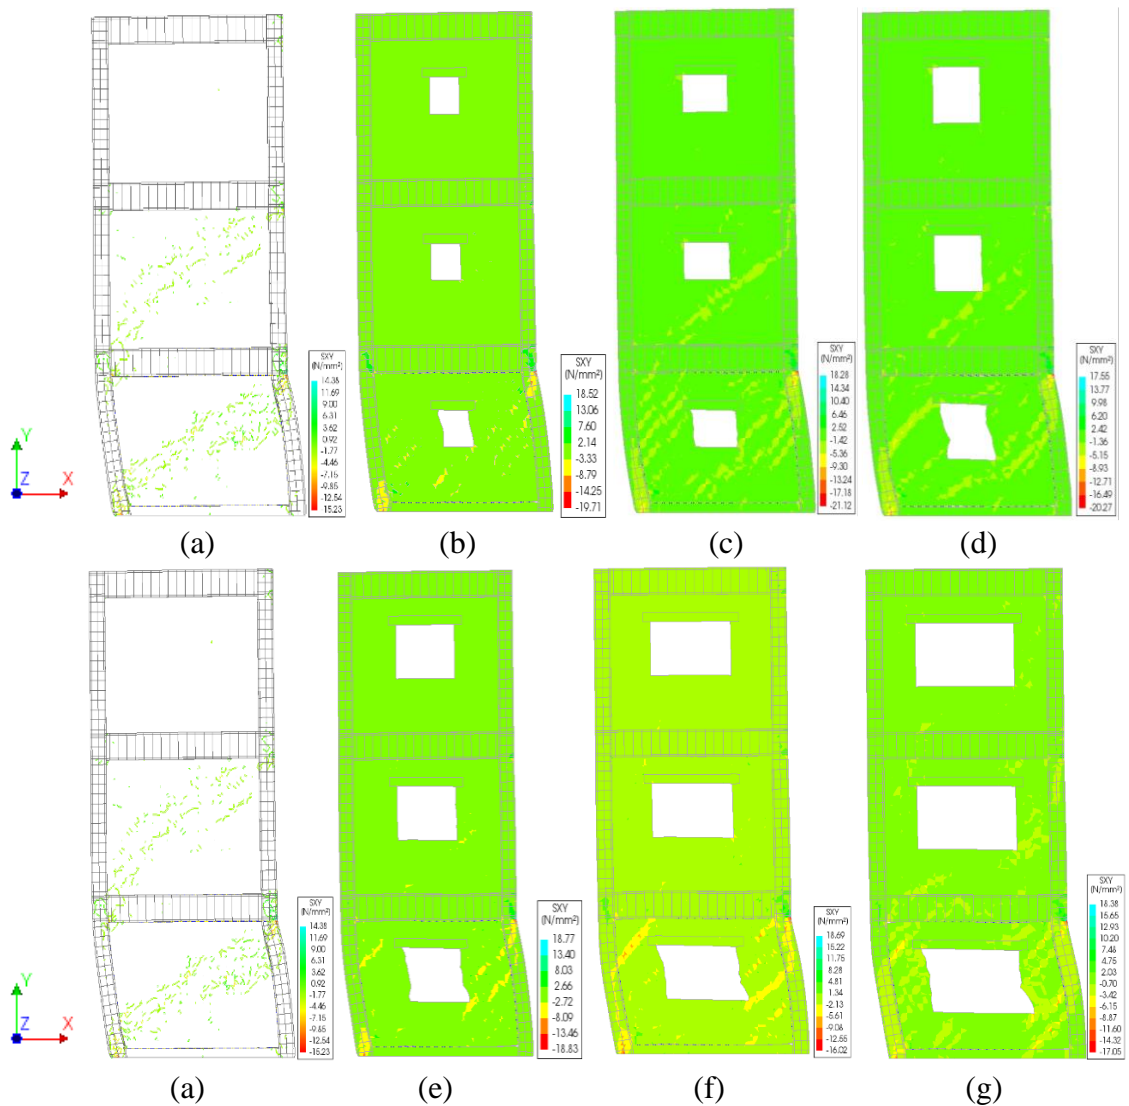 SXY
(N/mm²)
14.38
11.69
9.00
6.31
3.62
0.92
-1.77
-4.46
-7.15
-9.85
-12.54
15.23
SXY
(N/mm²)
18.52
13.06
7.60
2.14
-3.33
-8.79
-14.25
-19.71
SXY
(N/mm²)
18.28
14.34
10.40
6.46
2.52
-1.42
-5.36
-9.30
-13.24
-17.18
-21.12
SXY
(N/mm²)
17.55
13.77
9.98
6.20
2.42
-1.36
-5.15
-8.93
-12.71
-16.49
-20.27
Y
Z
X
(a)
(b)
(c)
(d)
SXY
(N/mm²)
14.38
11.69
9.00
6.31
3.62
0.92
-1.77
-4.46
-7.15
-9.85
-12.54
-15.23
SXY
(N/mm²)
18.77
13.40
8.03
2.66
-2.72
-8.09
-13.46
-18.83
SXY
(N/mm²)
18.69
15.22
11.75
8.28
4.81
1.34
-2.13
-5.61
-9.08
-12.55
-16.02
SXY
(N/mm²)
18.38
15.65
12.93
10.20
7.48
4.75
2.03
-0.70
-3.42
-6.15
-8.87
-11.60
-14.32
-17.05
Y
Z
X
(a)
(e)
(f)
(g)